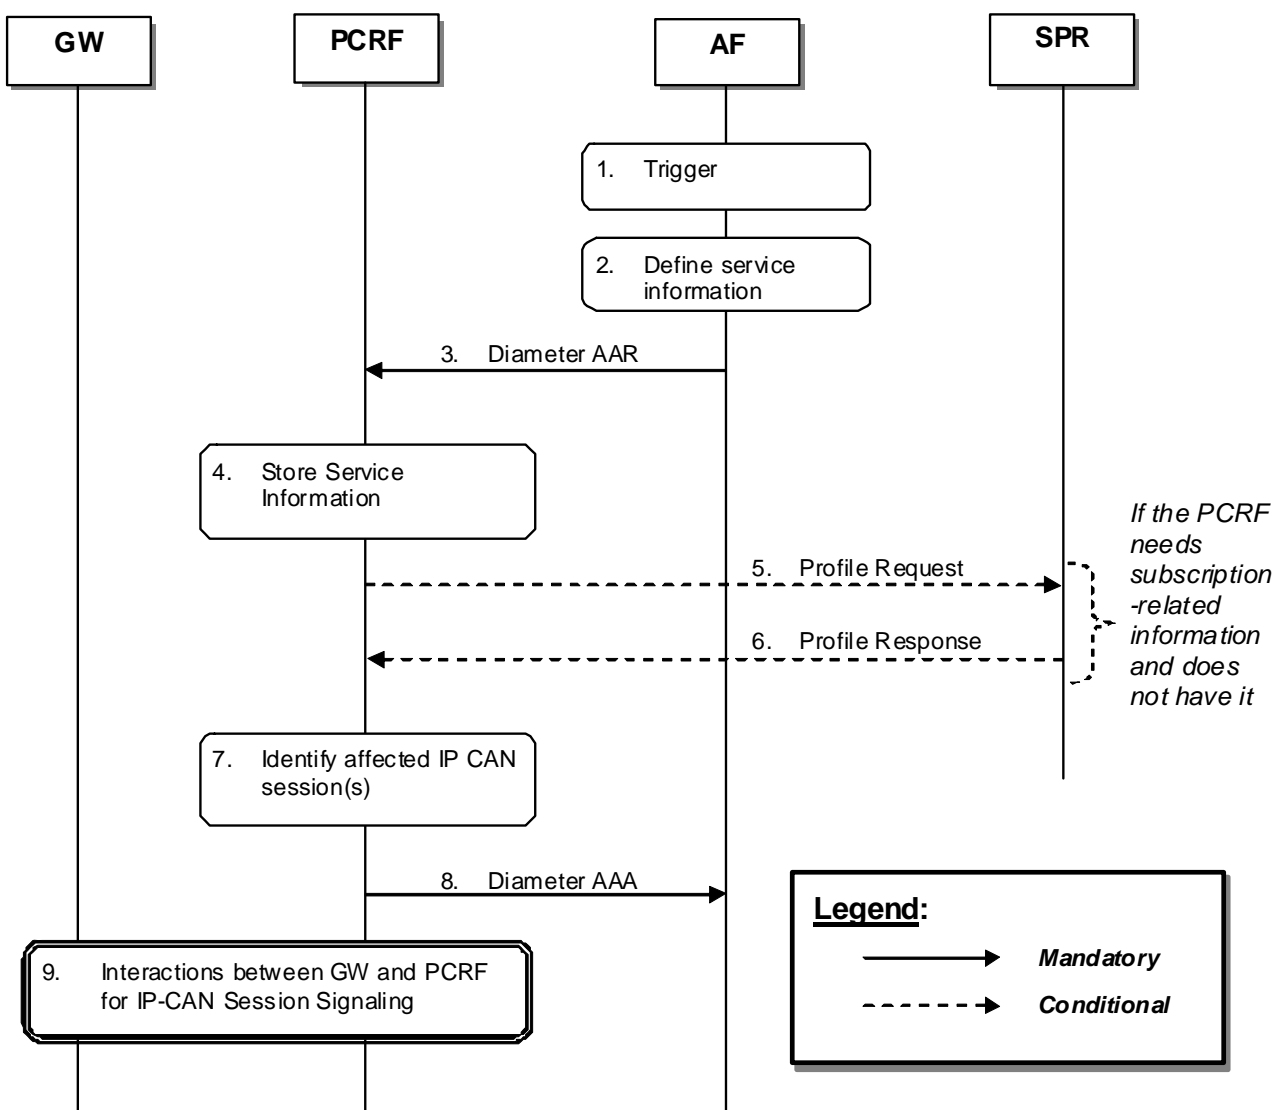 GW
PCRF
AF
SPR
1. Trigger
2. Define service
information
3. Diameter AAR
4. Store Service
Information
5. Profile Request
6. Profile Response
If the PCRF
needs
subscription
-related
information
and does
not have it
7. Identify affected IP CAN
session(s)
8. Diameter AAA
9. Interactions between GW and PCRF
for IP-CAN Session Signaling
Legend:
Mandatory
Conditional